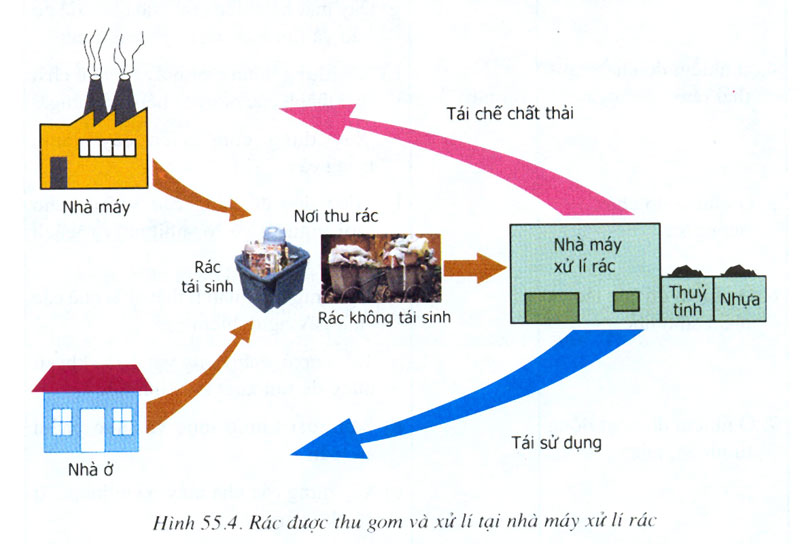 Tái chế chất thải
Nhà máy
Nơi thu rác
Rác
tái sinh
Rác không tái sinh
Nhà máy
xử lí rác
Thuỷ
tinh
Nhựa
Nhà ở
Tái sử dụng
Hình 55.4. Rác được thu gom và xử lí tại nhà máy xử lí rác